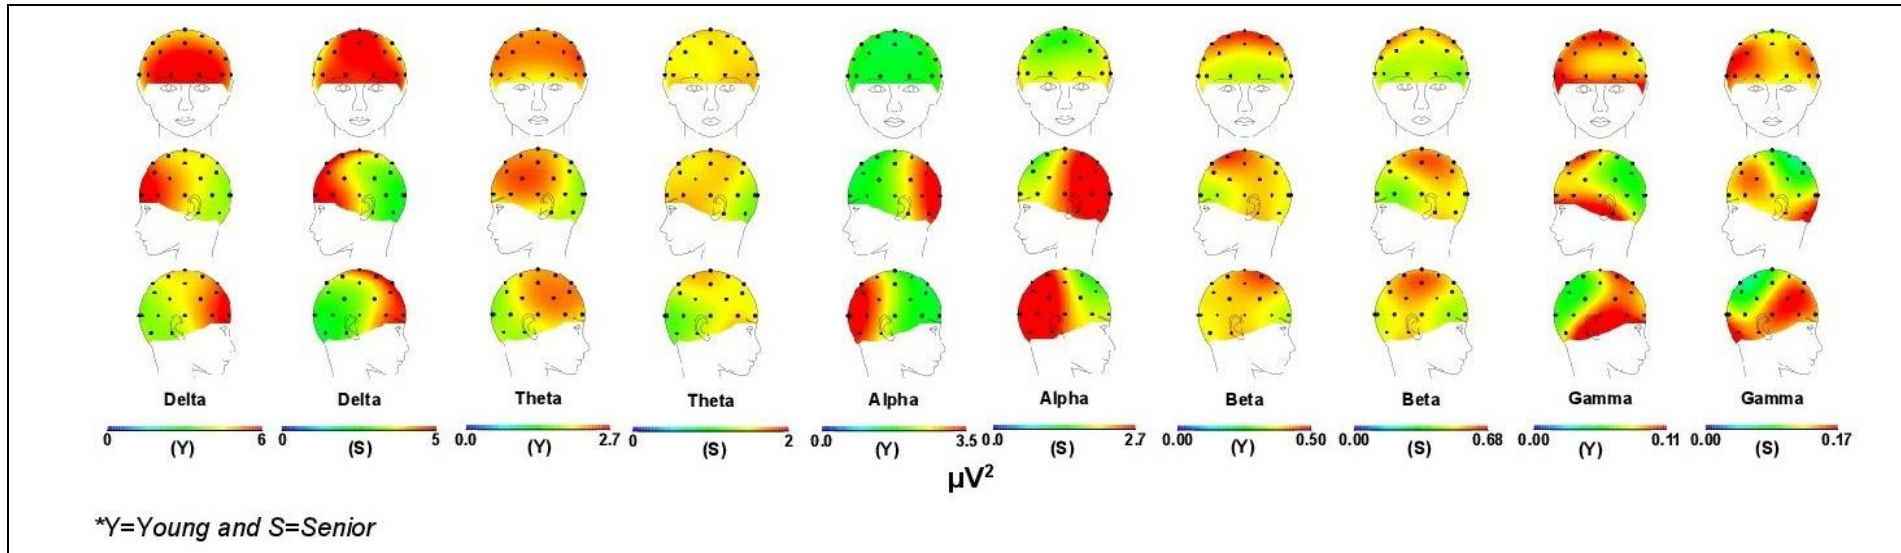 Delta Delta Theta Theta Alpha Alpha Beta Beta Gamma Gamma
0 6 0 5 0.0 2.7 0 2 0.0 3.5 0.0 2.7 0.00 0.50 0.00 0.68 0.00 0.11 0.00 0.17
(Y) (S) (Y) (S) (Y) (S) (Y) (S) (Y) (S)
µV²
*Y=Young and S=Senior